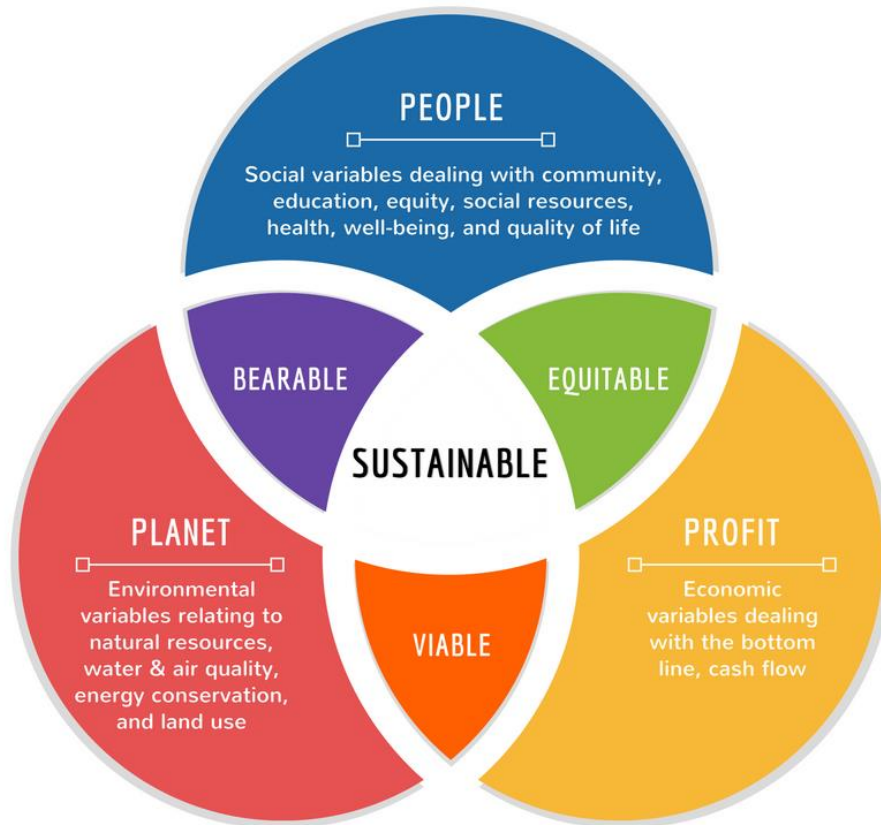 PEOPLE
Social variables dealing with community,
education, equity, social resources,
health, well-being, and quality of life
BEARABLE
EQUITABLE
SUSTAINABLE
PLANET
Environmental
variables relating to
natural resources,
water & air quality,
energy conservation,
and land use
PROFIT
Economic
variables dealing
with the bottom
line, cash flow
VIABLE